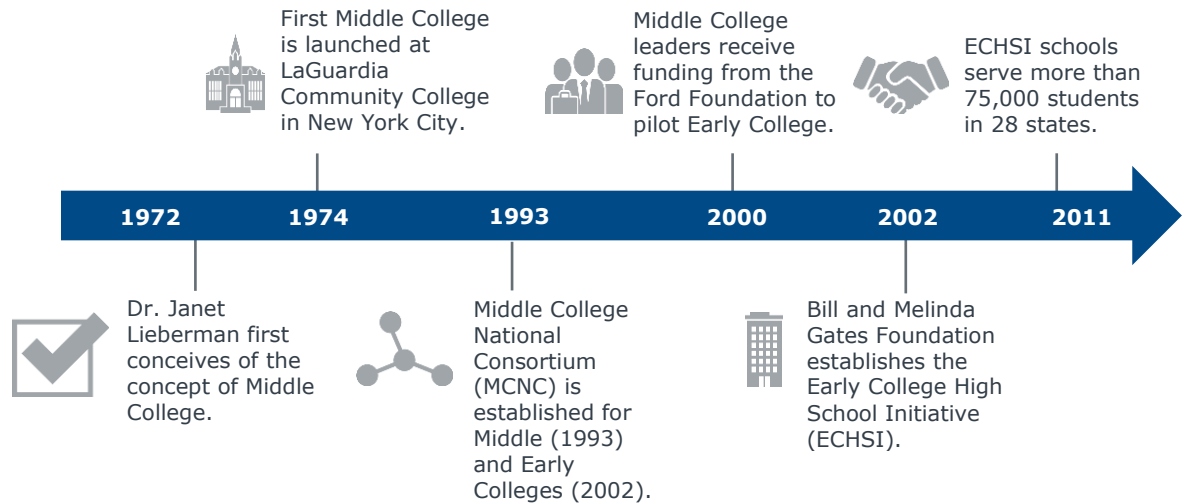 First Middle College
is launched at
LaGuardia
Community College
in New York City.
Middle College
leaders receive
funding from the
Ford Foundation to
pilot Early College.
ECHSI schools
serve more than
75,000 students
in 28 states.
1972
1974
1993
2000
2002
2011
Dr. Janet
Lieberman first
conceives of the
concept of Middle
College.
Middle College
National
Consortium
(MCNC) is
established for
Middle (1993)
and Early
Colleges (2002).
Bill and Melinda
Gates Foundation
establishes the
Early College High
School Initiative
(ECHSI).